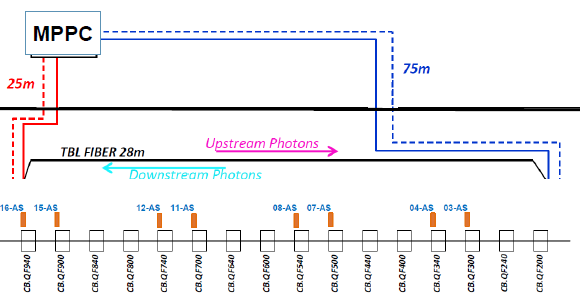 MPPC
25m
75m
Upstream Photons
TBL FIBER 28m
Downstream Photons
16-AS 15-AS 12-AS 11-AS 08-AS 07-AS 04-AS 03-AS
CB.QF940 CB.QF900 CB.QF840 CB.QF800 CB.QF740 CB.QF700 CB.QF640 CB.QF600 CB.QF540 CB.QF500 CB.QF440 CB.QF400 CB.QF340 CB.QF300 CB.QF240 CB.QF200